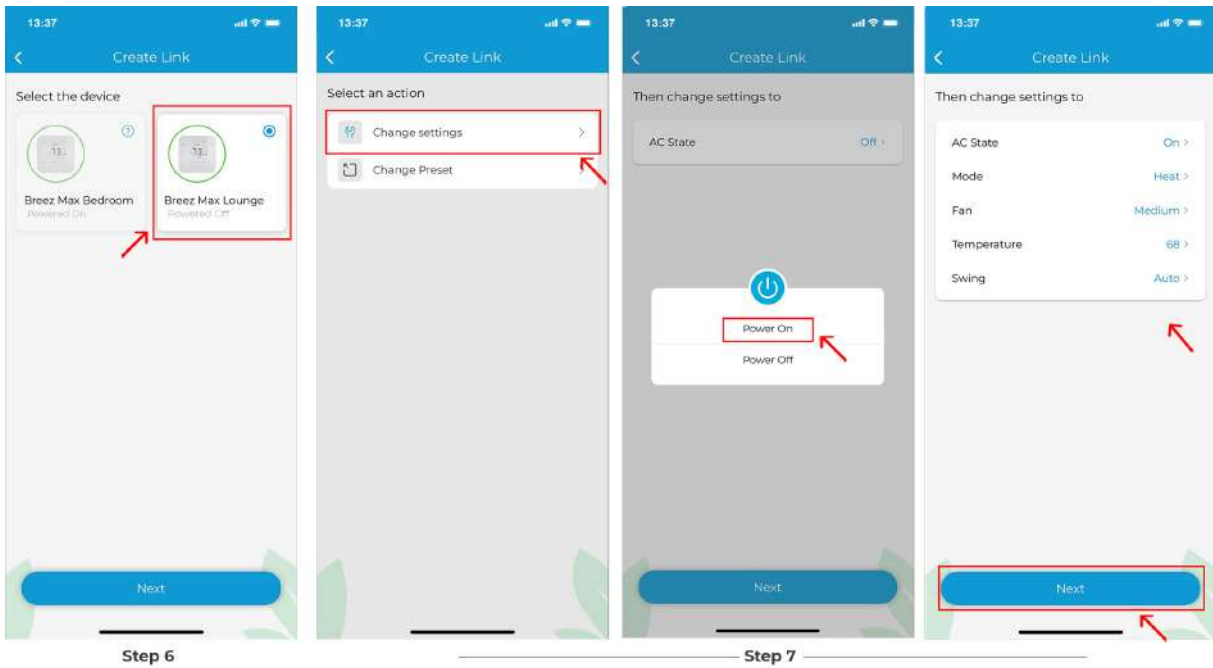 13:37
Create Link
Select the device
Breez Max Bedroom
Powered On
Breez Max Lounge
Powered Off
Next
Step 6
13:37
Create Link
Select an action
Change settings
Change Preset
13:37
Create Link
Then change settings to
AC State
Off
Power On
Power Off
Next
13:37
Create Link
Then change settings to
AC State On
Mode Heat
Fan Medium
Temperature 68
Swing Auto
Next
Step 7